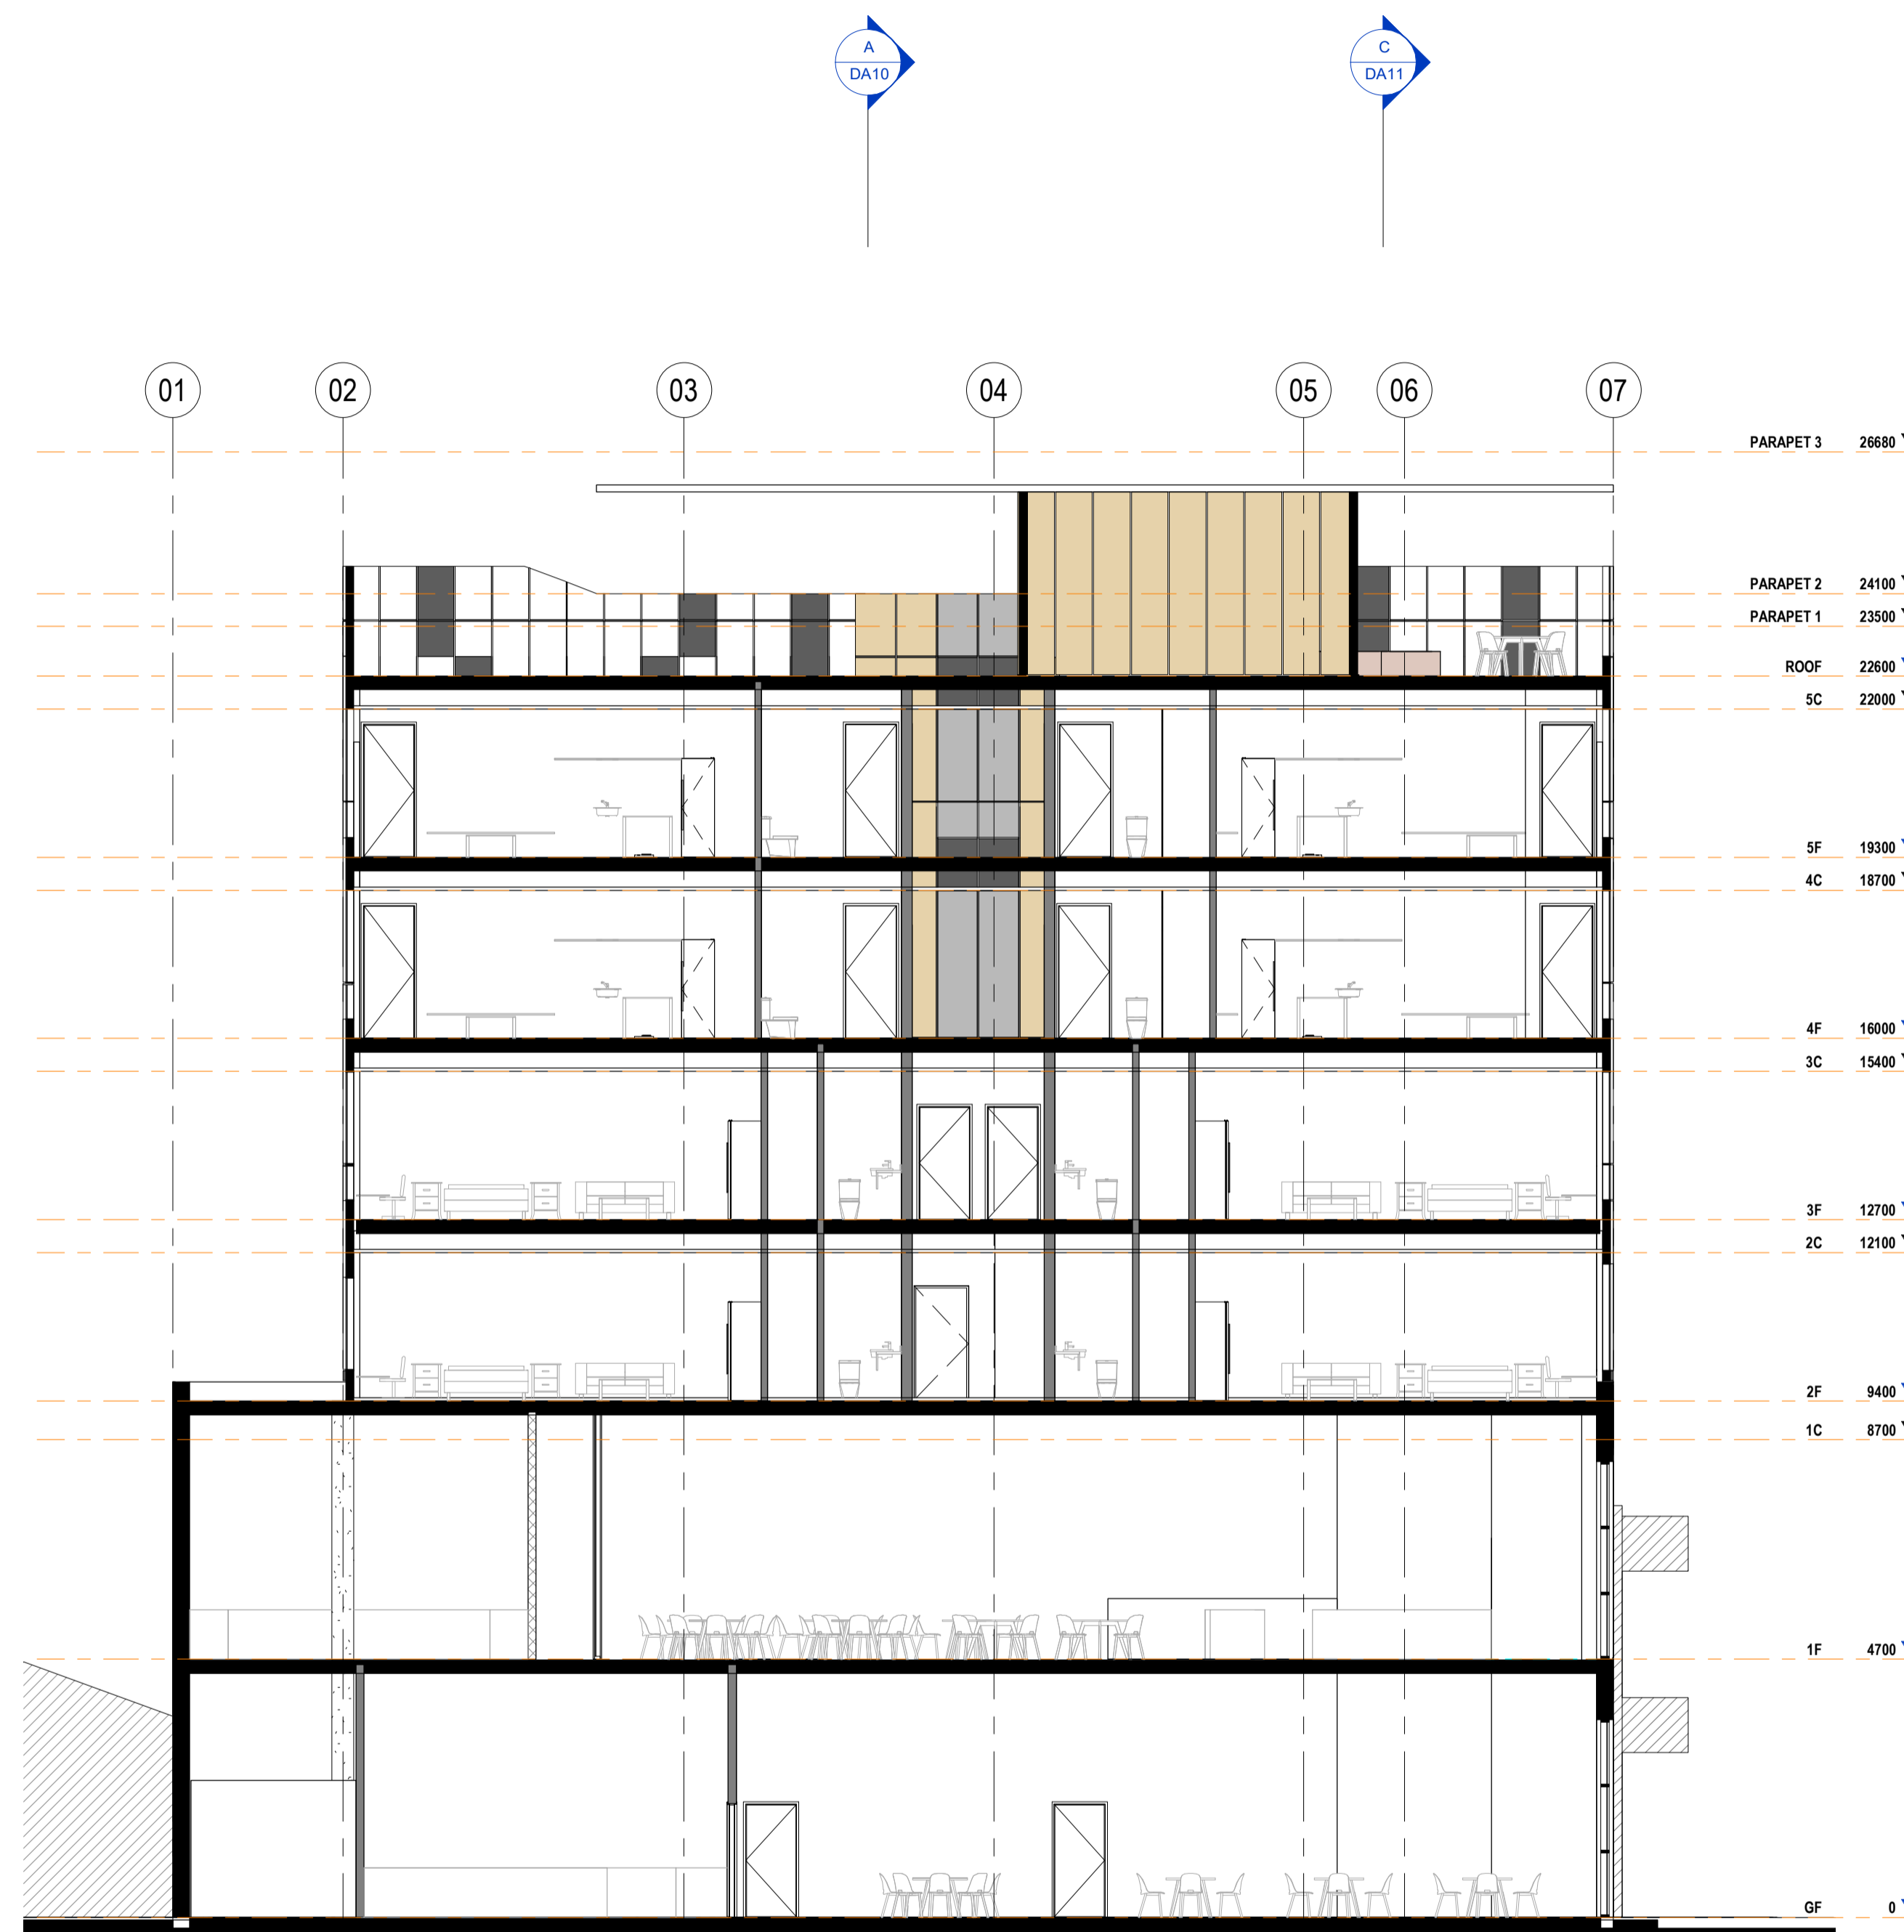 A
DA10
C
DA11
01
02
03
04
05
06
07
PARAPET 3 26680
PARAPET 2 24100
PARAPET 1 23500
ROOF 22600
5C 22000
5F 19300
4C 18700
4F 16000
3C 15400
3F 12700
2C 12100
2F 9400
1C 8700
1F 4700
GF 0